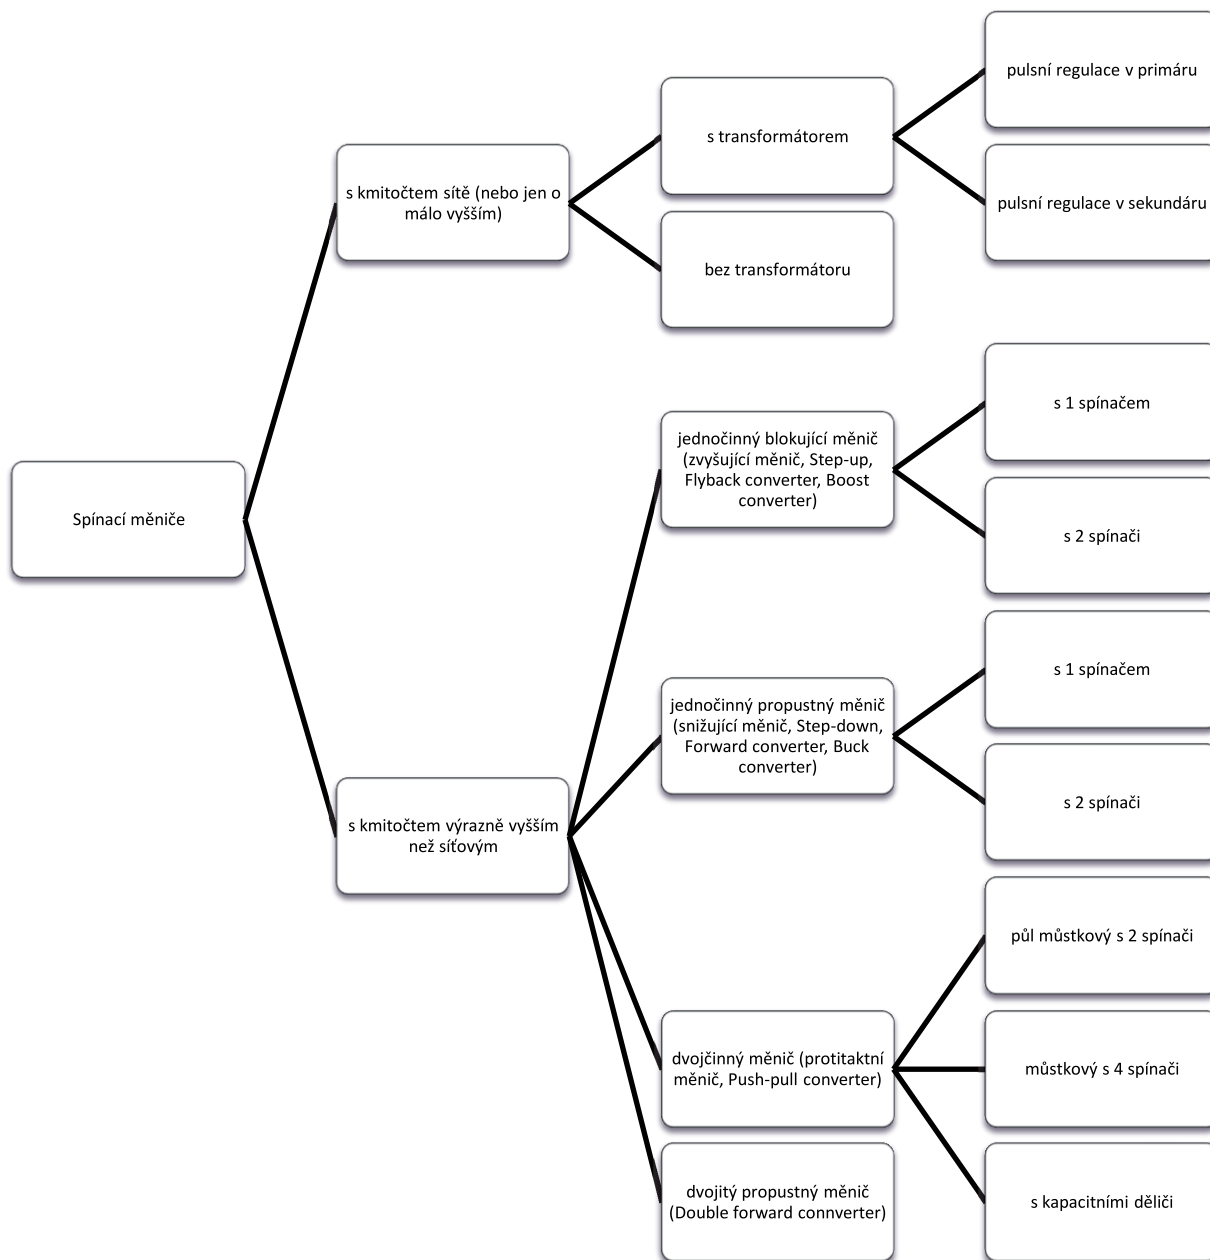 Spínací měniče
s kmitočtem sítě (nebo jen o
málo vyšším)
s transformátorem
pulsní regulace v primáru
pulsní regulace v sekundáru
bez transformátoru
s kmitočtem výrazně vyšším
než síťovým
jednočinný blokující měnič
(zvyšující měnič, Step-up,
Flyback converter, Boost
converter)
s 1 spínačem
s 2 spínači
jednočinný propustný měnič
(snižující měnič, Step-down,
Forward converter, Buck
converter)
s 1 spínačem
s 2 spínači
dvojčinný měnič (protitaktní
měnič, Push-pull converter)
půl můstkový s 2 spínači
můstkový s 4 spínači
s kapacitními děliči
dvojitý propustný měnič
(Double forward connverter)